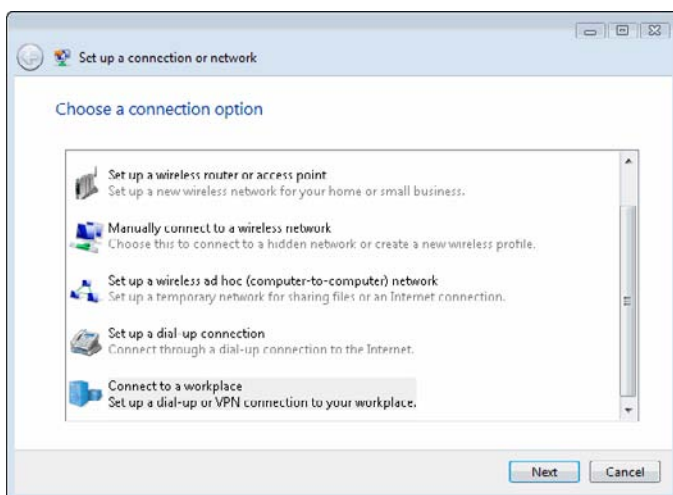 Set up a connection or network
Choose a connection option
Set up a wireless router or access point
Set up a new wireless network for your home or small business.
Manually connect to a wireless network
Choose this to connect to a hidden network or create a new wireless profile.
Set up a wireless ad hoc (computer-to-computer) network
Set up a temporary network for sharing files or an Internet connection.
Set up a dial-up connection
Connect through a dial-up connection to the Internet.
Connect to a workplace
Set up a dial-up or VPN connection to your workplace.
Next Cancel